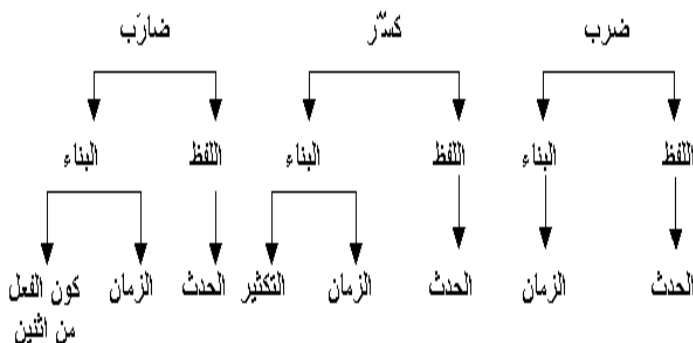 ضرب كسّر ضارَب
اللفظ البناء اللفظ البناء اللفظ البناء
الحدث الزمان الحدث الزمان التكثير الحدث الزمان كون الفعل
من اثنين